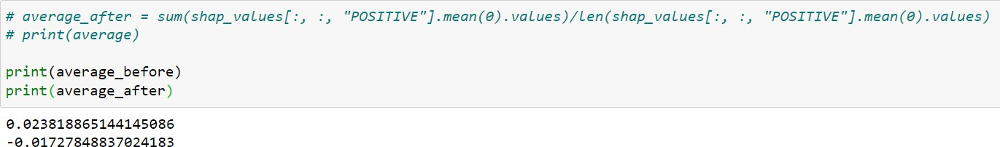 # average_after = sum(shap_values[:, :, "POSITIVE"].mean(0).values)/len(shap_values[:, :, "POSITIVE"].mean(0).values)
# print(average)
print(average_before)
print(average_after)
0.023818865144145086
-0.01727848837024183